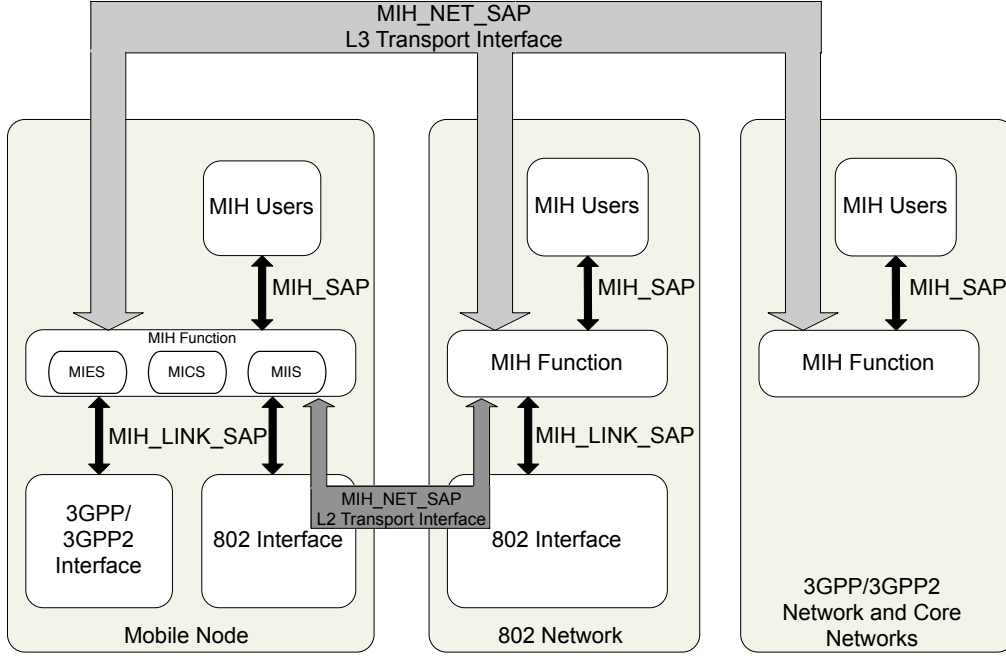 MIH_NET_SAP
L3 Transport Interface
MIH Users
MIH_SAP
MIH Function
MIES
MICS
MIIS
MIH_LINK_SAP
3GPP/
3GPP2
Interface
802 Interface
Mobile Node
MIH_NET_SAP
L2 Transport Interface
MIH Users
MIH_SAP
MIH Function
MIH_LINK_SAP
802 Interface
802 Network
MIH Users
MIH_SAP
MIH Function
3GPP/3GPP2
Network and Core
Networks